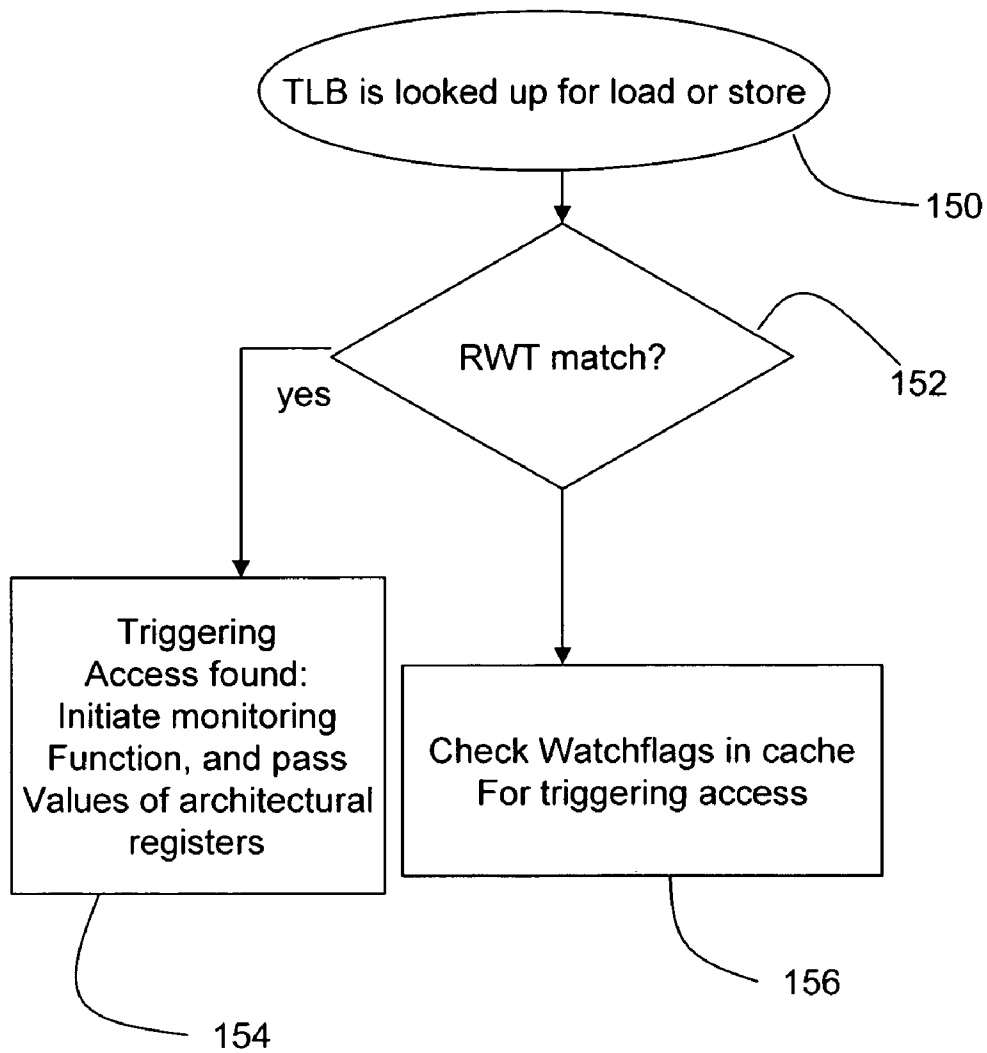 TLB is looked up for load or store
150
RWT match?
152
yes
Triggering
Access found:
Initiate monitoring
Function, and pass
Values of architectural
registers
Check Watchflags in cache
For triggering access
156
154